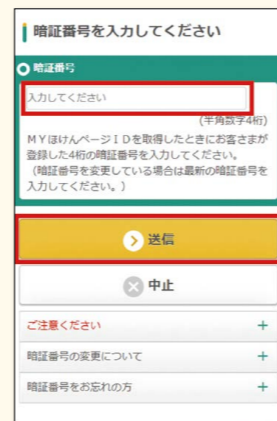 暗証番号を入力してください
暗証番号
入力してください
(半角数字4桁)
MYほけんページIDを取得したときにお客さまが
登録した4桁の暗証番号を入力してください。
(暗証番号を変更している場合は最新の暗証番号を
入力してください。)
送信
中止
ご注意ください
暗証番号の変更について
暗証番号をお忘れの方